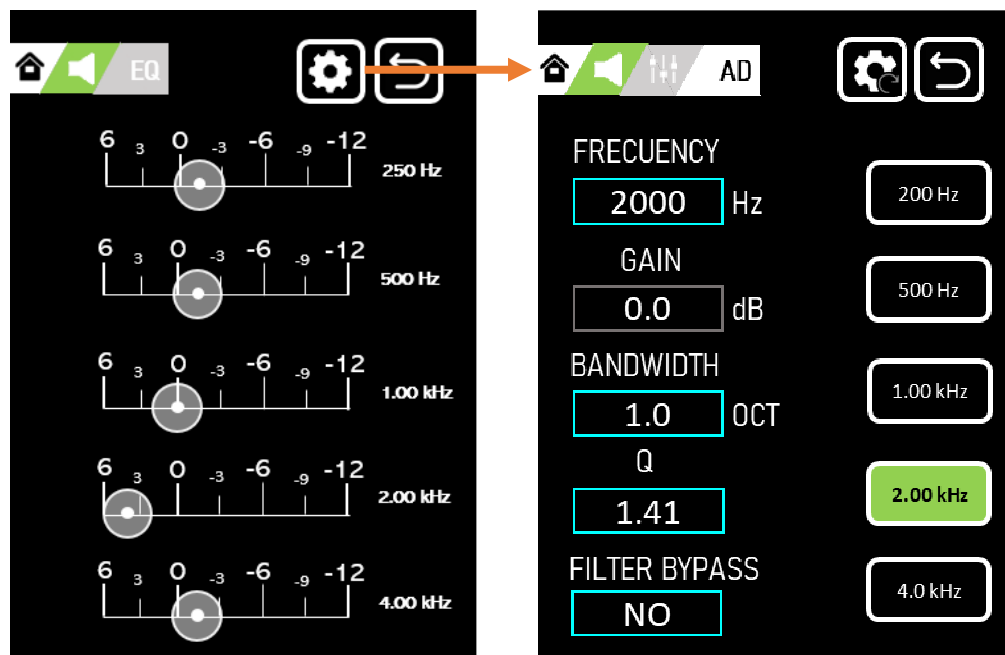 EQ
6 3 0 -3 -6 -9 -12
250 Hz
6 3 0 -3 -6 -9 -12
500 Hz
6 3 0 -3 -6 -9 -12
1.00 kHz
6 3 0 -3 -6 -9 -12
2.00 kHz
6 3 0 -3 -6 -9 -12
4.00 kHz
AD
FRECUENCY
2000 Hz
GAIN
0.0 dB
BANDWIDTH
1.0 OCT
Q
1.41
FILTER BYPASS
NO
200 Hz
500 Hz
1.00 kHz
2.00 kHz
4.0 kHz